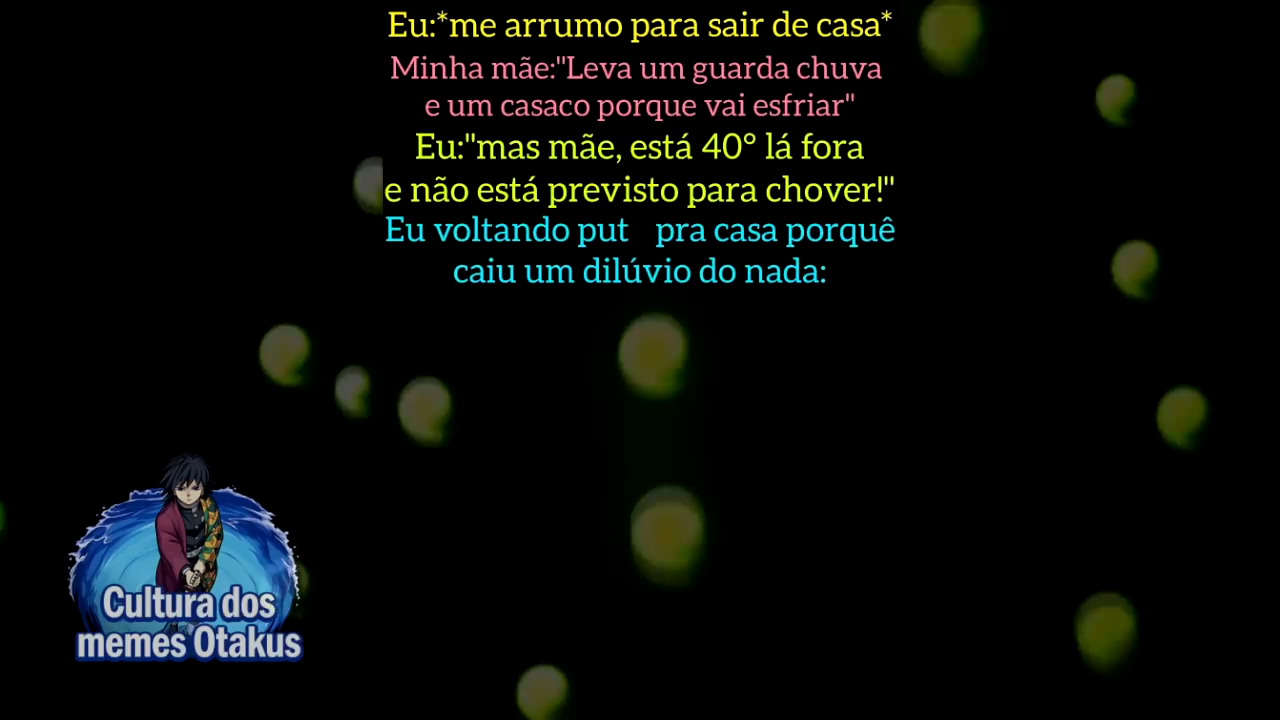 Eu:*me arrumo para sair de casa*
Minha mãe:"Leva um guarda chuva
e um casaco porque vai esfriar"
Eu:"mas mãe, está 40° lá fora
e não está previsto para chover!"
Eu voltando put pra casa porquê
caiu um dilúvio do nada:
Cultura dos
memes Otakus